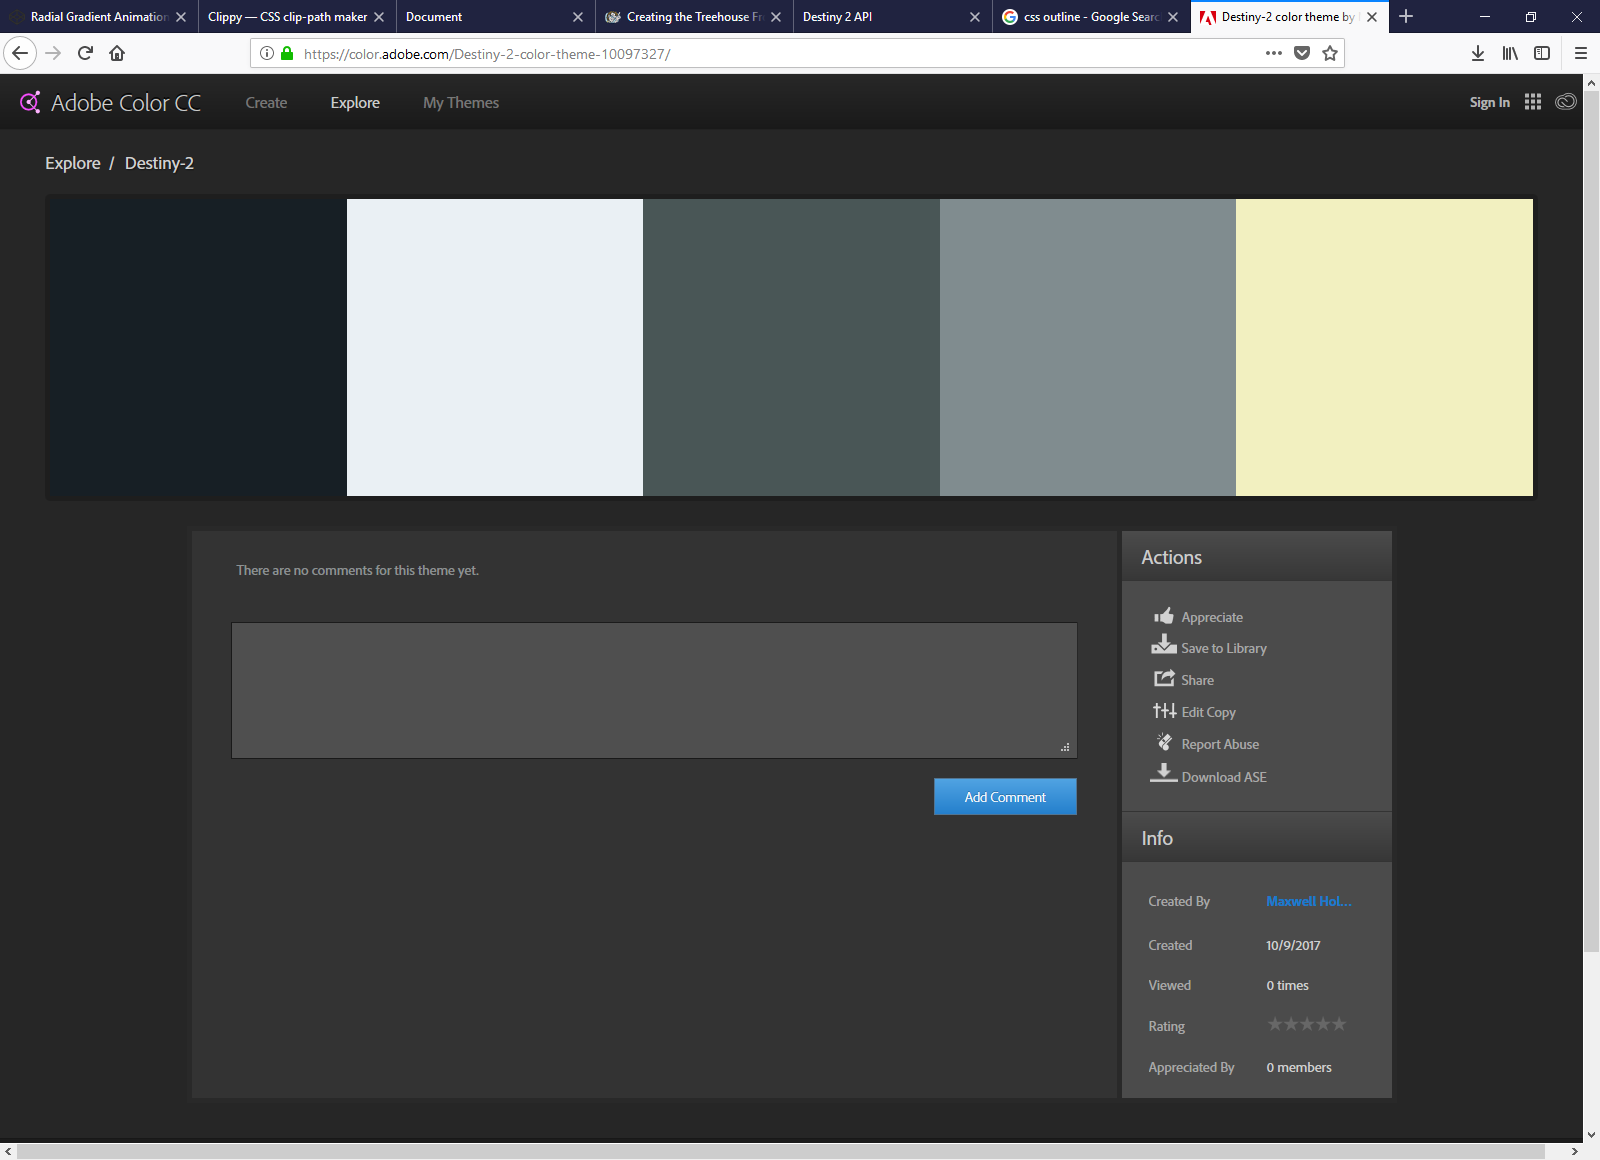 Radial Gradient Animation
Clippy — CSS clip-path maker
Document
Creating the Treehouse Fr
Destiny 2 API
css outline - Google Searc
Destiny-2 color theme by
https://color.adobe.com/Destiny-2-color-theme-10097327/
Adobe Color CC
Create
Explore
My Themes
Sign In
Explore / Destiny-2
There are no comments for this theme yet.
Add Comment
Actions
Appreciate
Save to Library
Share
Edit Copy
Report Abuse
Download ASE
Info
Created By Maxwell Hol...
Created 10/9/2017
Viewed 0 times
Rating
Appreciated By 0 members